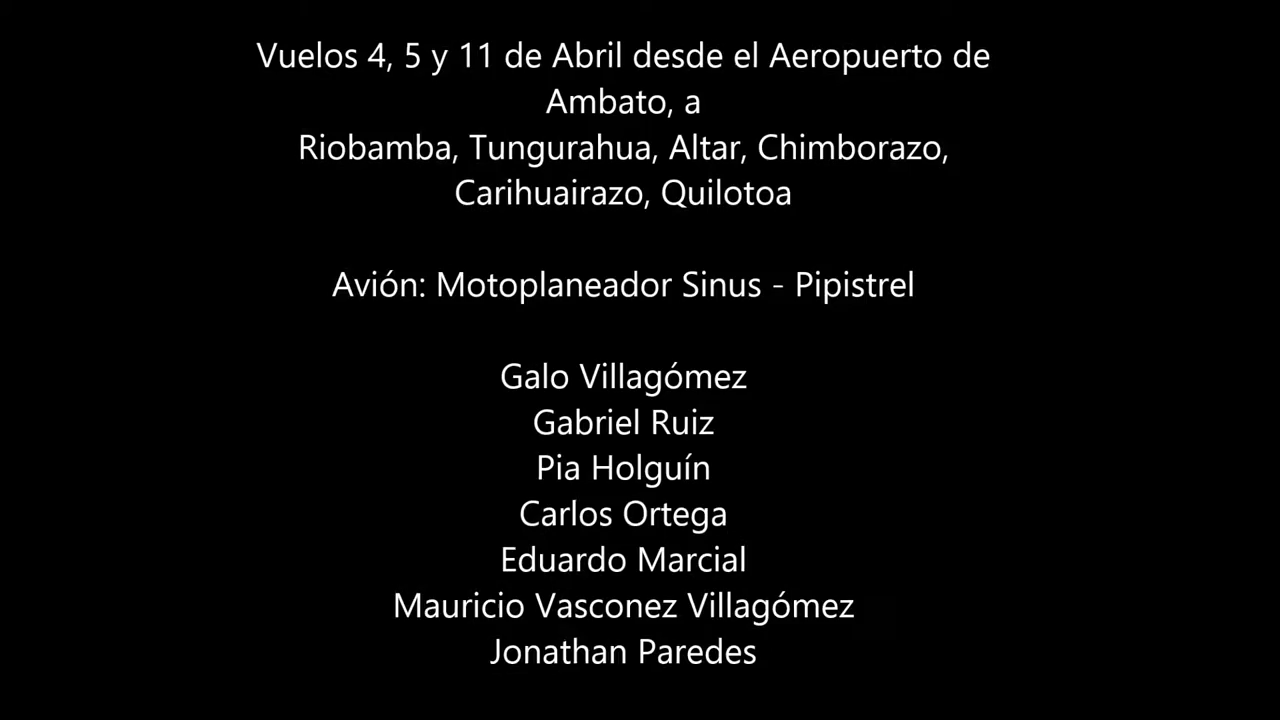 Vuelos 4, 5 y 11 de Abril desde el Aeropuerto de
Ambato, a
Riobamba, Tungurahua, Altar, Chimborazo,
Carihuairazo, Quilotoa
Avión: Motoplaneador Sinus - Pipistrel
Galo Villagómez
Gabriel Ruiz
Pia Holguín
Carlos Ortega
Eduardo Marcial
Mauricio Vasconez Villagómez
Jonathan Paredes